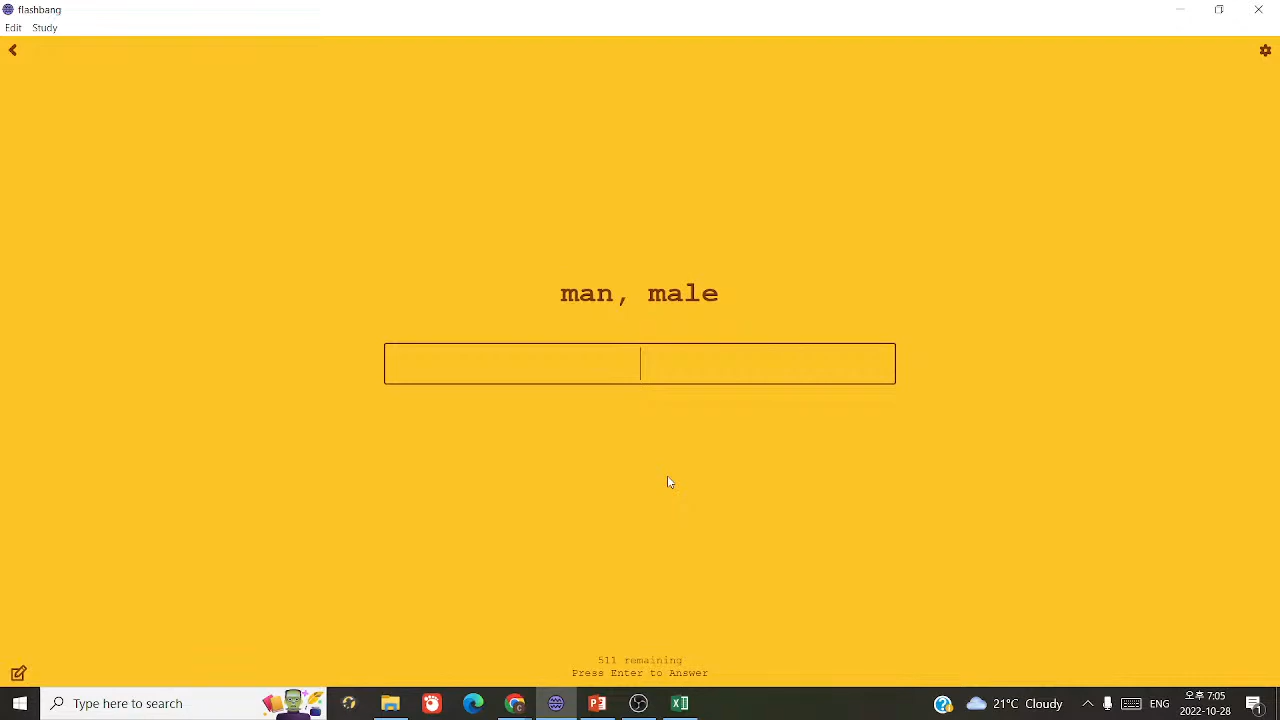 flashbang
Edit Study
man, male
511 remaining
Press Enter to Answer
Type here to search
21°C Cloudy
ENG
오후 7:05
2022-10-28
1